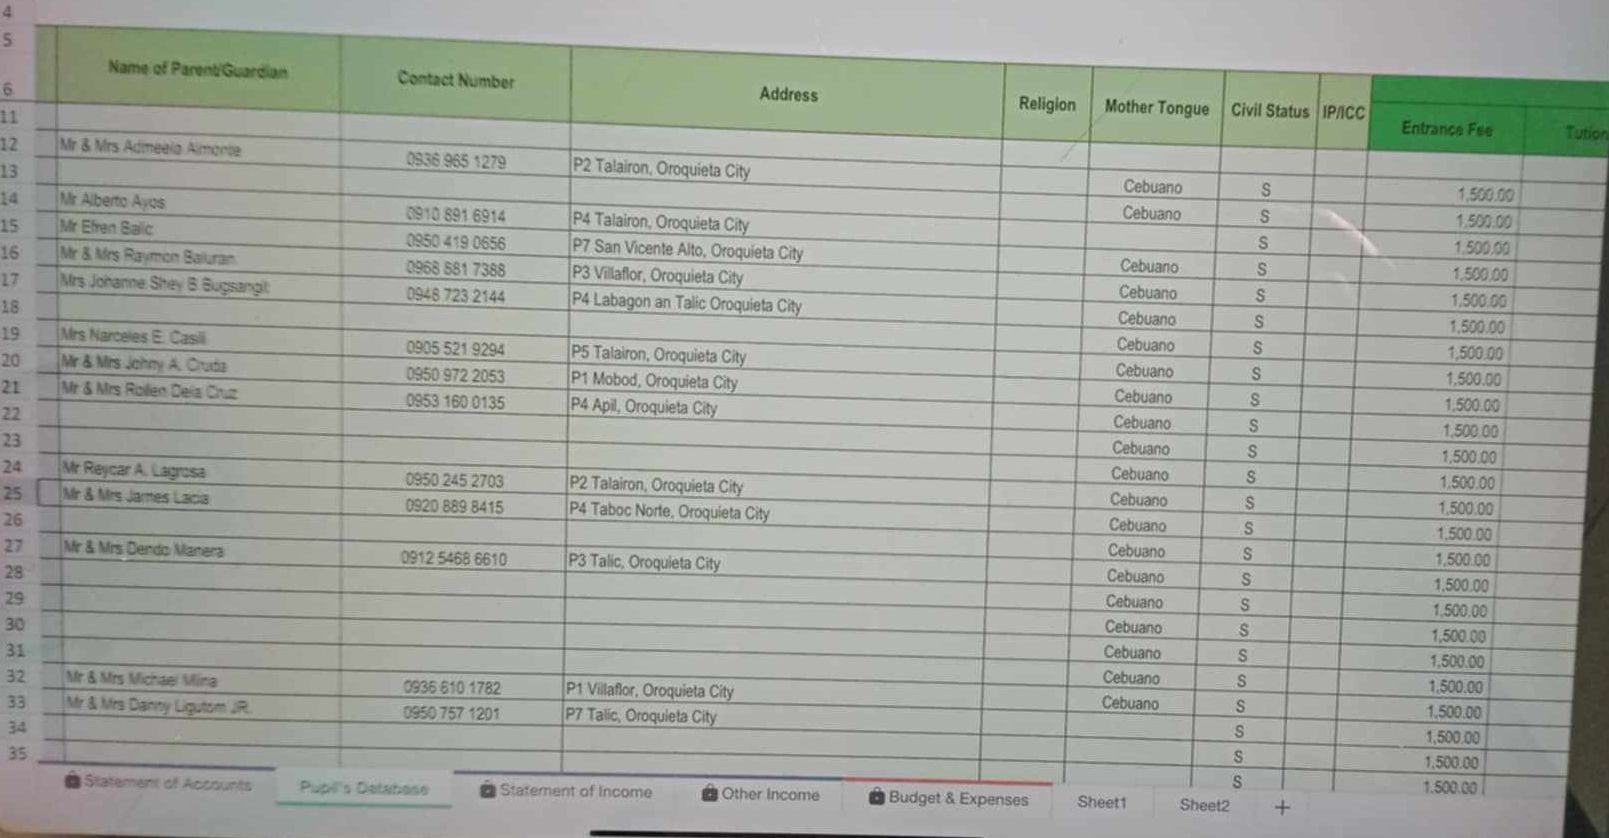 4
5
6 Name of Parent/Guardian Contact Number Address Religion Mother Tongue Civil Status IP/ICC Entrance Fee Tution
11
12 Mr & Mrs Admeelo Almonte 0936 965 1279 P2 Talairon, Oroquieta City Cebuano S 1,500.00
13 Cebuano S 1,500.00
14 Mr Alberto Ayos 0910 891 6914 P4 Talairon, Oroquieta City S 1,500.00
15 Mr Efren Balic 0950 419 0656 P7 San Vicente Alto, Oroquieta City Cebuano S 1,500.00
16 Mr & Mrs Raymon Baluran 0968 881 7388 P3 Villaflor, Oroquieta City Cebuano S 1,500.00
17 Mrs Johanne Shey B Bugsangit 0948 723 2144 P4 Labagon an Talic Oroquieta City Cebuano S 1,500.00
18 Cebuano S 1,500.00
19 Mrs Narceles E. Casili 0905 521 9294 P5 Talairon, Oroquieta City Cebuano S 1,500.00
20 Mr & Mrs Johny A. 0950 972 2053 P1 Mobod, Oroquieta City Cebuano S 1,500.00
21 Mr & Mrs Rollen Dela Cruz 0953 160 0135 P4 Apil, Oroquieta City Cebuano S 1,500.00
22 Cebuano S 1,500.00
23 Cebuano S 1,500.00
24 Mr Reycar A. Lagrosa 0950 245 2703 P2 Talairon, Oroquieta City Cebuano S 1,500.00
25 Mr & Mrs James Lacia 0920 889 8415 P4 Taboc Norte, Oroquieta City Cebuano S 1,500.00
26 Cebuano S 1,500.00
27 Mr & Mrs Dendo Manera 0912 5468 6610 P3 Talic, Oroquieta City Cebuano S 1,500.00
28 Cebuano S 1,500.00
29 Cebuano S 1,500.00
30 Cebuano S 1,500.00
31 Cebuano S 1,500.00
32 Mr & Mrs Michael 0936 610 1782 P1 Villaflor, Oroquieta City Cebuano S 1,500.00
33 Mr & Mrs Danny Ligutom JR. 0950 757 1201 P7 Talic, Oroquieta City S 1,500.00
34 S 1,500.00
35 S 1,500.00
Statement of Accounts Pupil's Database Statement of Income Other Income Budget & Expenses Sheet1 Sheet2 +